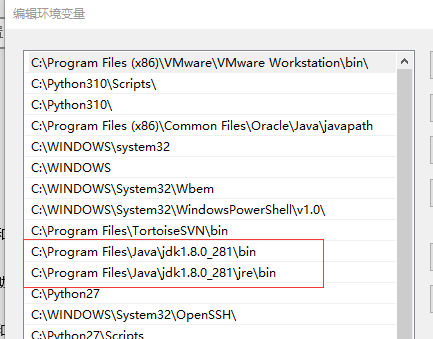 编辑环境变量
C:\Program Files (x86)\VMware\VMware Workstation\bin\
C:\Python310\Scripts\
C:\Python310\
C:\Program Files (x86)\Common Files\Oracle\Java\javapath
C:\WINDOWS\system32
C:\WINDOWS
C:\WINDOWS\System32\Wbem
C:\WINDOWS\System32\WindowsPowerShell\v1.0\
C:\Program Files\TortoiseSVN\bin
C:\Program Files\Java\jdk1.8.0_281\bin
C:\Program Files\Java\jdk1.8.0_281\jre\bin
C:\Python27
C:\WINDOWS\System32\OpenSSH\
C:\Python27\Scripts